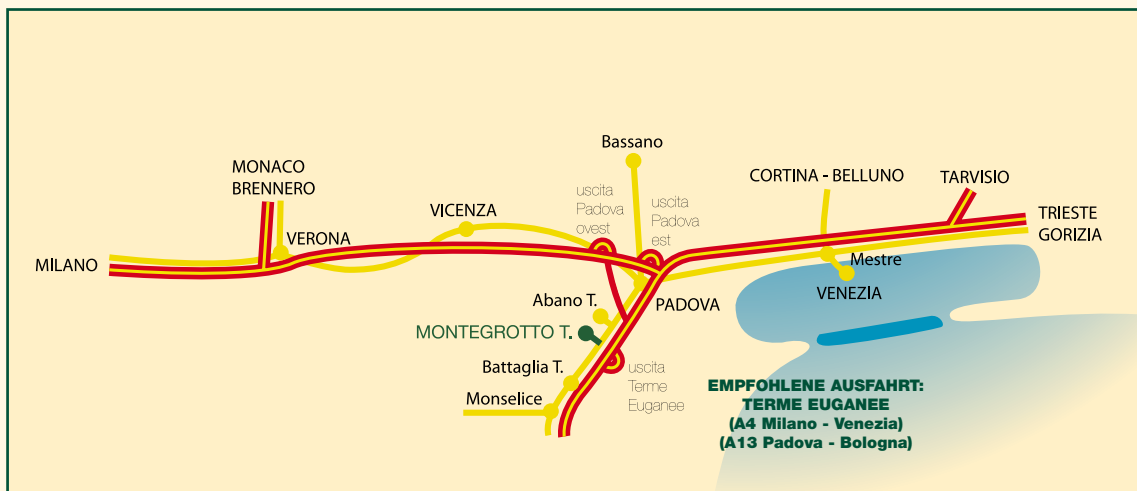 Bassano
MONACO
BRENNERO
CORTINA - BELLUNO
TARVISIO
uscita
Padova
ovest
uscita
Padova
est
VICENZA
VERONA
TRIESTE
GORIZIA
MILANO
Mestre
VENEZIA
PADOVA
Abano T.
MONTEGROTTO T.
Battaglia T.
Monselice
uscita
Terme
Euganee
EMPFOHLENE AUSFAHRT:
TERME EUGANEE
(A4 Milano - Venezia)
(A13 Padova - Bologna)